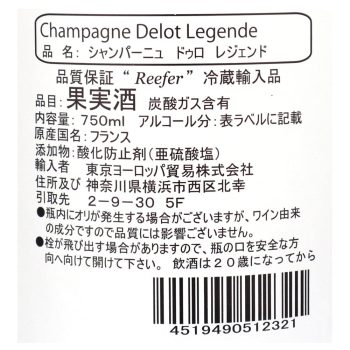 Champagne Delot Legende
品 名: シャンパーニュ ドゥロ レジェンド
品質保証 “ Reefer” 冷蔵輸入品
品目: 果実酒 炭酸ガス含有
内容量: 750ml アルコール分: 表ラベルに記載
原産国名: フランス
添加物: 酸化防止剤(亜硫酸塩)
輸入者 東京ヨーロッパ貿易株式会社
住所及び 神奈川県横浜市西区北幸
引取先 2-9-30 5F
●瓶内にオリが発生する場合がございますが、ワイン由来
の成分ですので品質には影響ございません。
●栓が飛び出す場合がありますので、瓶の口を安全な方
向へ向けて開けて下さい。 飲酒は20歳になってから
4519490512321